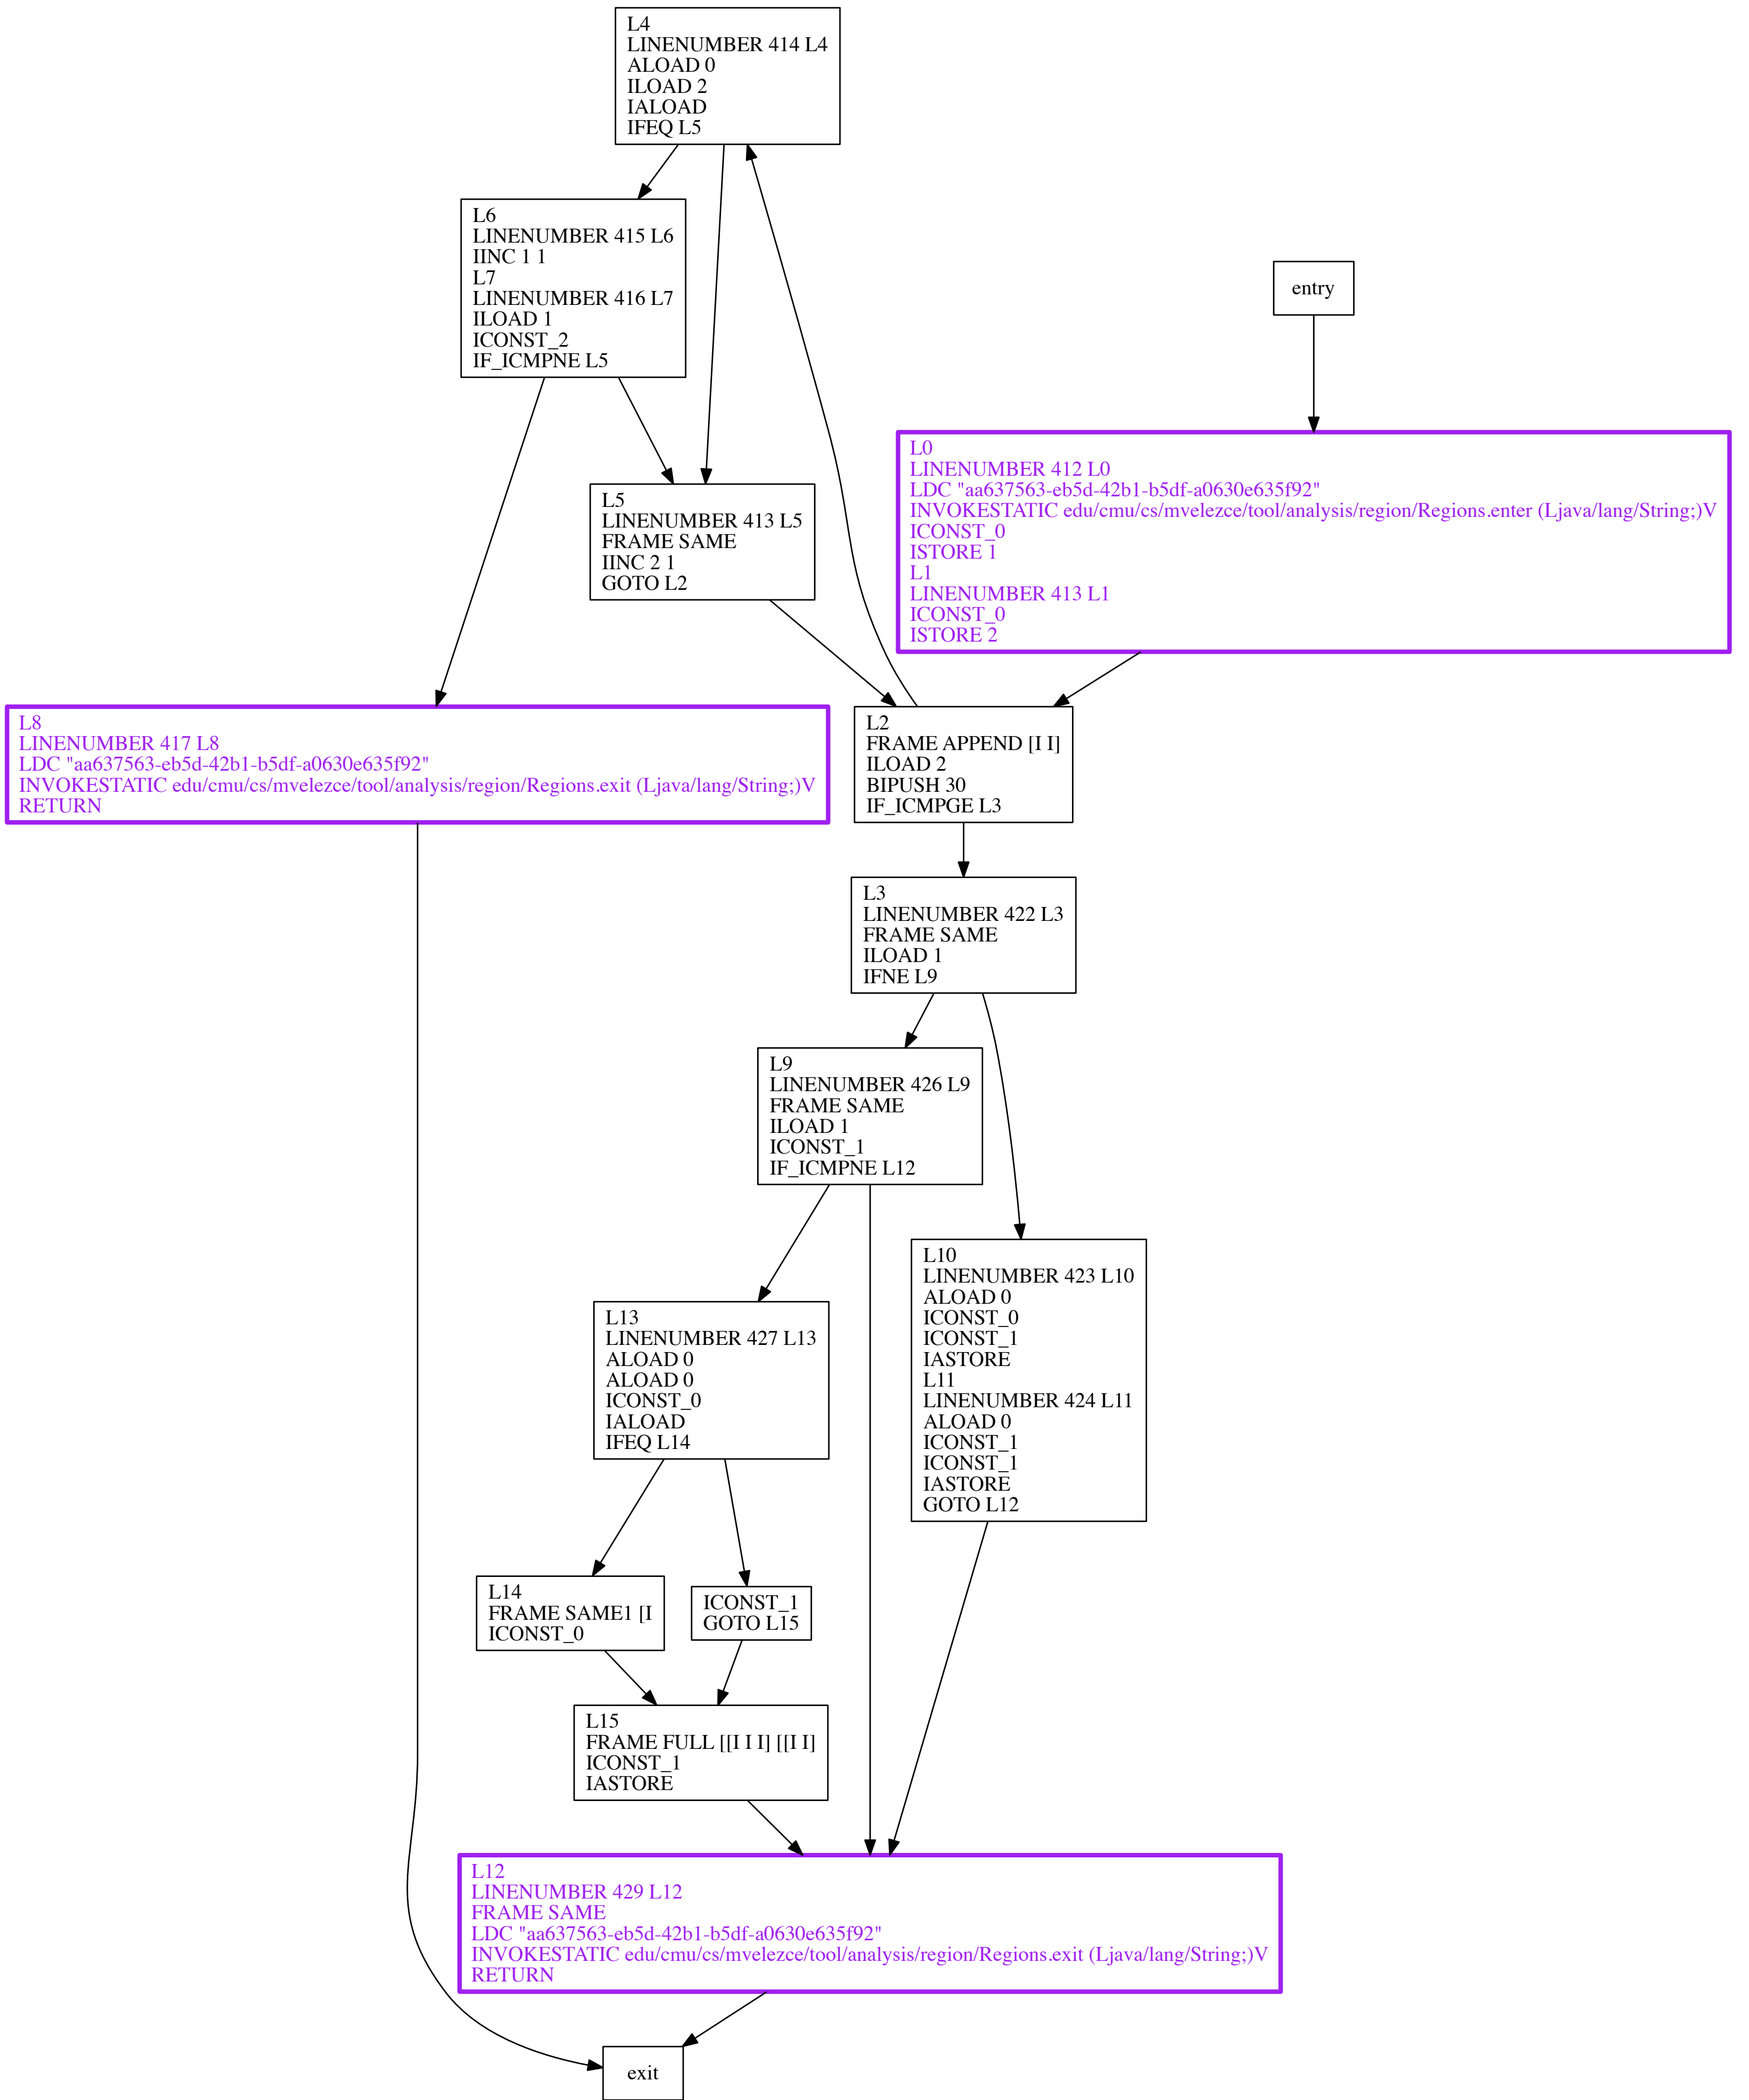 L4
LINENUMBER 414 L4
ALOAD 0
ILOAD 2
IALOAD
IFEQ L5
L6
LINENUMBER 415 L6
IINC 1 1
L7
LINENUMBER 416 L7
ILOAD 1
ICONST_2
IF_ICMPNE L5
entry
L0
LINENUMBER 412 L0
LDC "aa637563-eb5d-42b1-b5df-a0630e635f92"
INVOKESTATIC edu/cmu/cs/mvelezce/tool/analysis/region/Regions.enter (Ljava/lang/String;)V
ICONST_0
ISTORE 1
L1
LINENUMBER 413 L1
ICONST_0
ISTORE 2
L5
LINENUMBER 413 L5
FRAME SAME
IINC 2 1
GOTO L2
L8
LINENUMBER 417 L8
LDC "aa637563-eb5d-42b1-b5df-a0630e635f92"
INVOKESTATIC edu/cmu/cs/mvelezce/tool/analysis/region/Regions.exit (Ljava/lang/String;)V
RETURN
L2
FRAME APPEND [I I]
ILOAD 2
BIPUSH 30
IF_ICMPGE L3
L3
LINENUMBER 422 L3
FRAME SAME
ILOAD 1
IFNE L9
L9
LINENUMBER 426 L9
FRAME SAME
ILOAD 1
ICONST_1
IF_ICMPNE L12
L10
LINENUMBER 423 L10
ALOAD 0
ICONST_0
ICONST_1
IASTORE
L11
LINENUMBER 424 L11
ALOAD 0
ICONST_1
ICONST_1
IASTORE
GOTO L12
L13
LINENUMBER 427 L13
ALOAD 0
ALOAD 0
ICONST_0
IALOAD
IFEQ L14
L14
FRAME SAME1 [I
ICONST_0
ICONST_1
GOTO L15
L15
FRAME FULL [[I I I] [[I I]
ICONST_1
IASTORE
L12
LINENUMBER 429 L12
FRAME SAME
LDC "aa637563-eb5d-42b1-b5df-a0630e635f92"
INVOKESTATIC edu/cmu/cs/mvelezce/tool/analysis/region/Regions.exit (Ljava/lang/String;)V
RETURN
exit